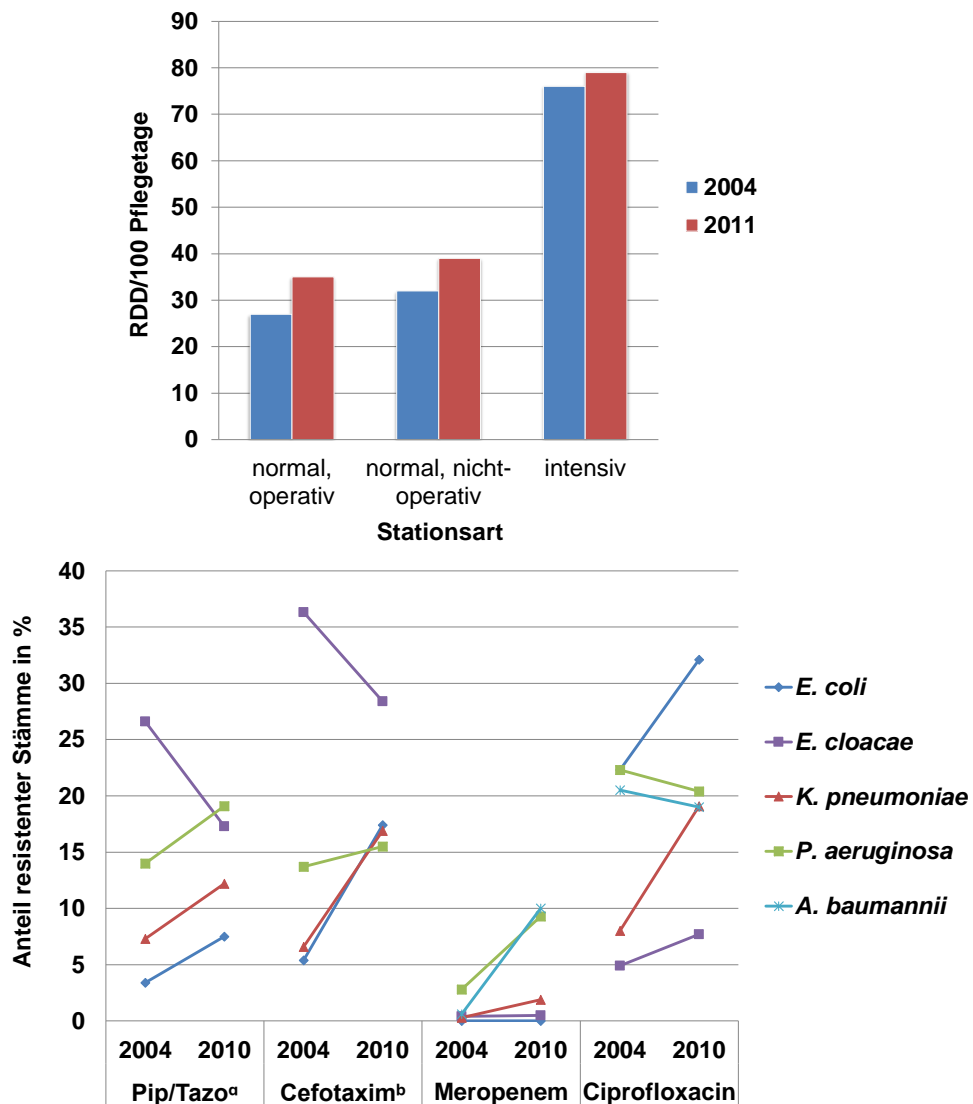 90
80
70
60
50
40
30
20
10
0
RDD/100 Pflegetage
normal,
operativ
normal, nicht-
operativ
intensiv
Stationsart
2004
2011
40
35
30
25
20
15
10
5
0
Anteil resistenter Stämme in %
2004 2010 2004 2010 2004 2010 2004 2010
Pip/Tazoᵅ Cefotaximᵇ Meropenem Ciprofloxacin
E. coli
E. cloacae
K. pneumoniae
P. aeruginosa
A. baumannii